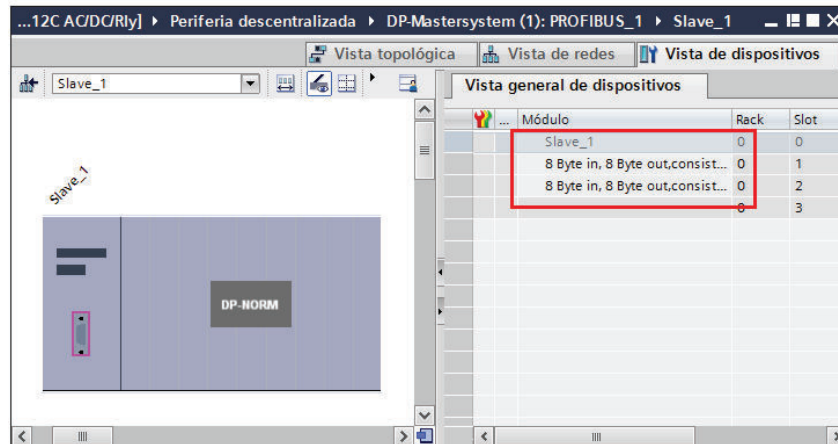 ...12C AC/DC/Rly] ▸ Periferia descentralizada ▸ DP-Mastersystem (1): PROFIBUS_1 ▸ Slave_1
Vista topológica
Vista de redes
Vista de dispositivos
Slave_1
Vista general de dispositivos
... Módulo Rack Slot
Slave_1 0 0
8 Byte in, 8 Byte out,consist... 0 1
8 Byte in, 8 Byte out,consist... 0 2
3
Slave_1
DP-NORM